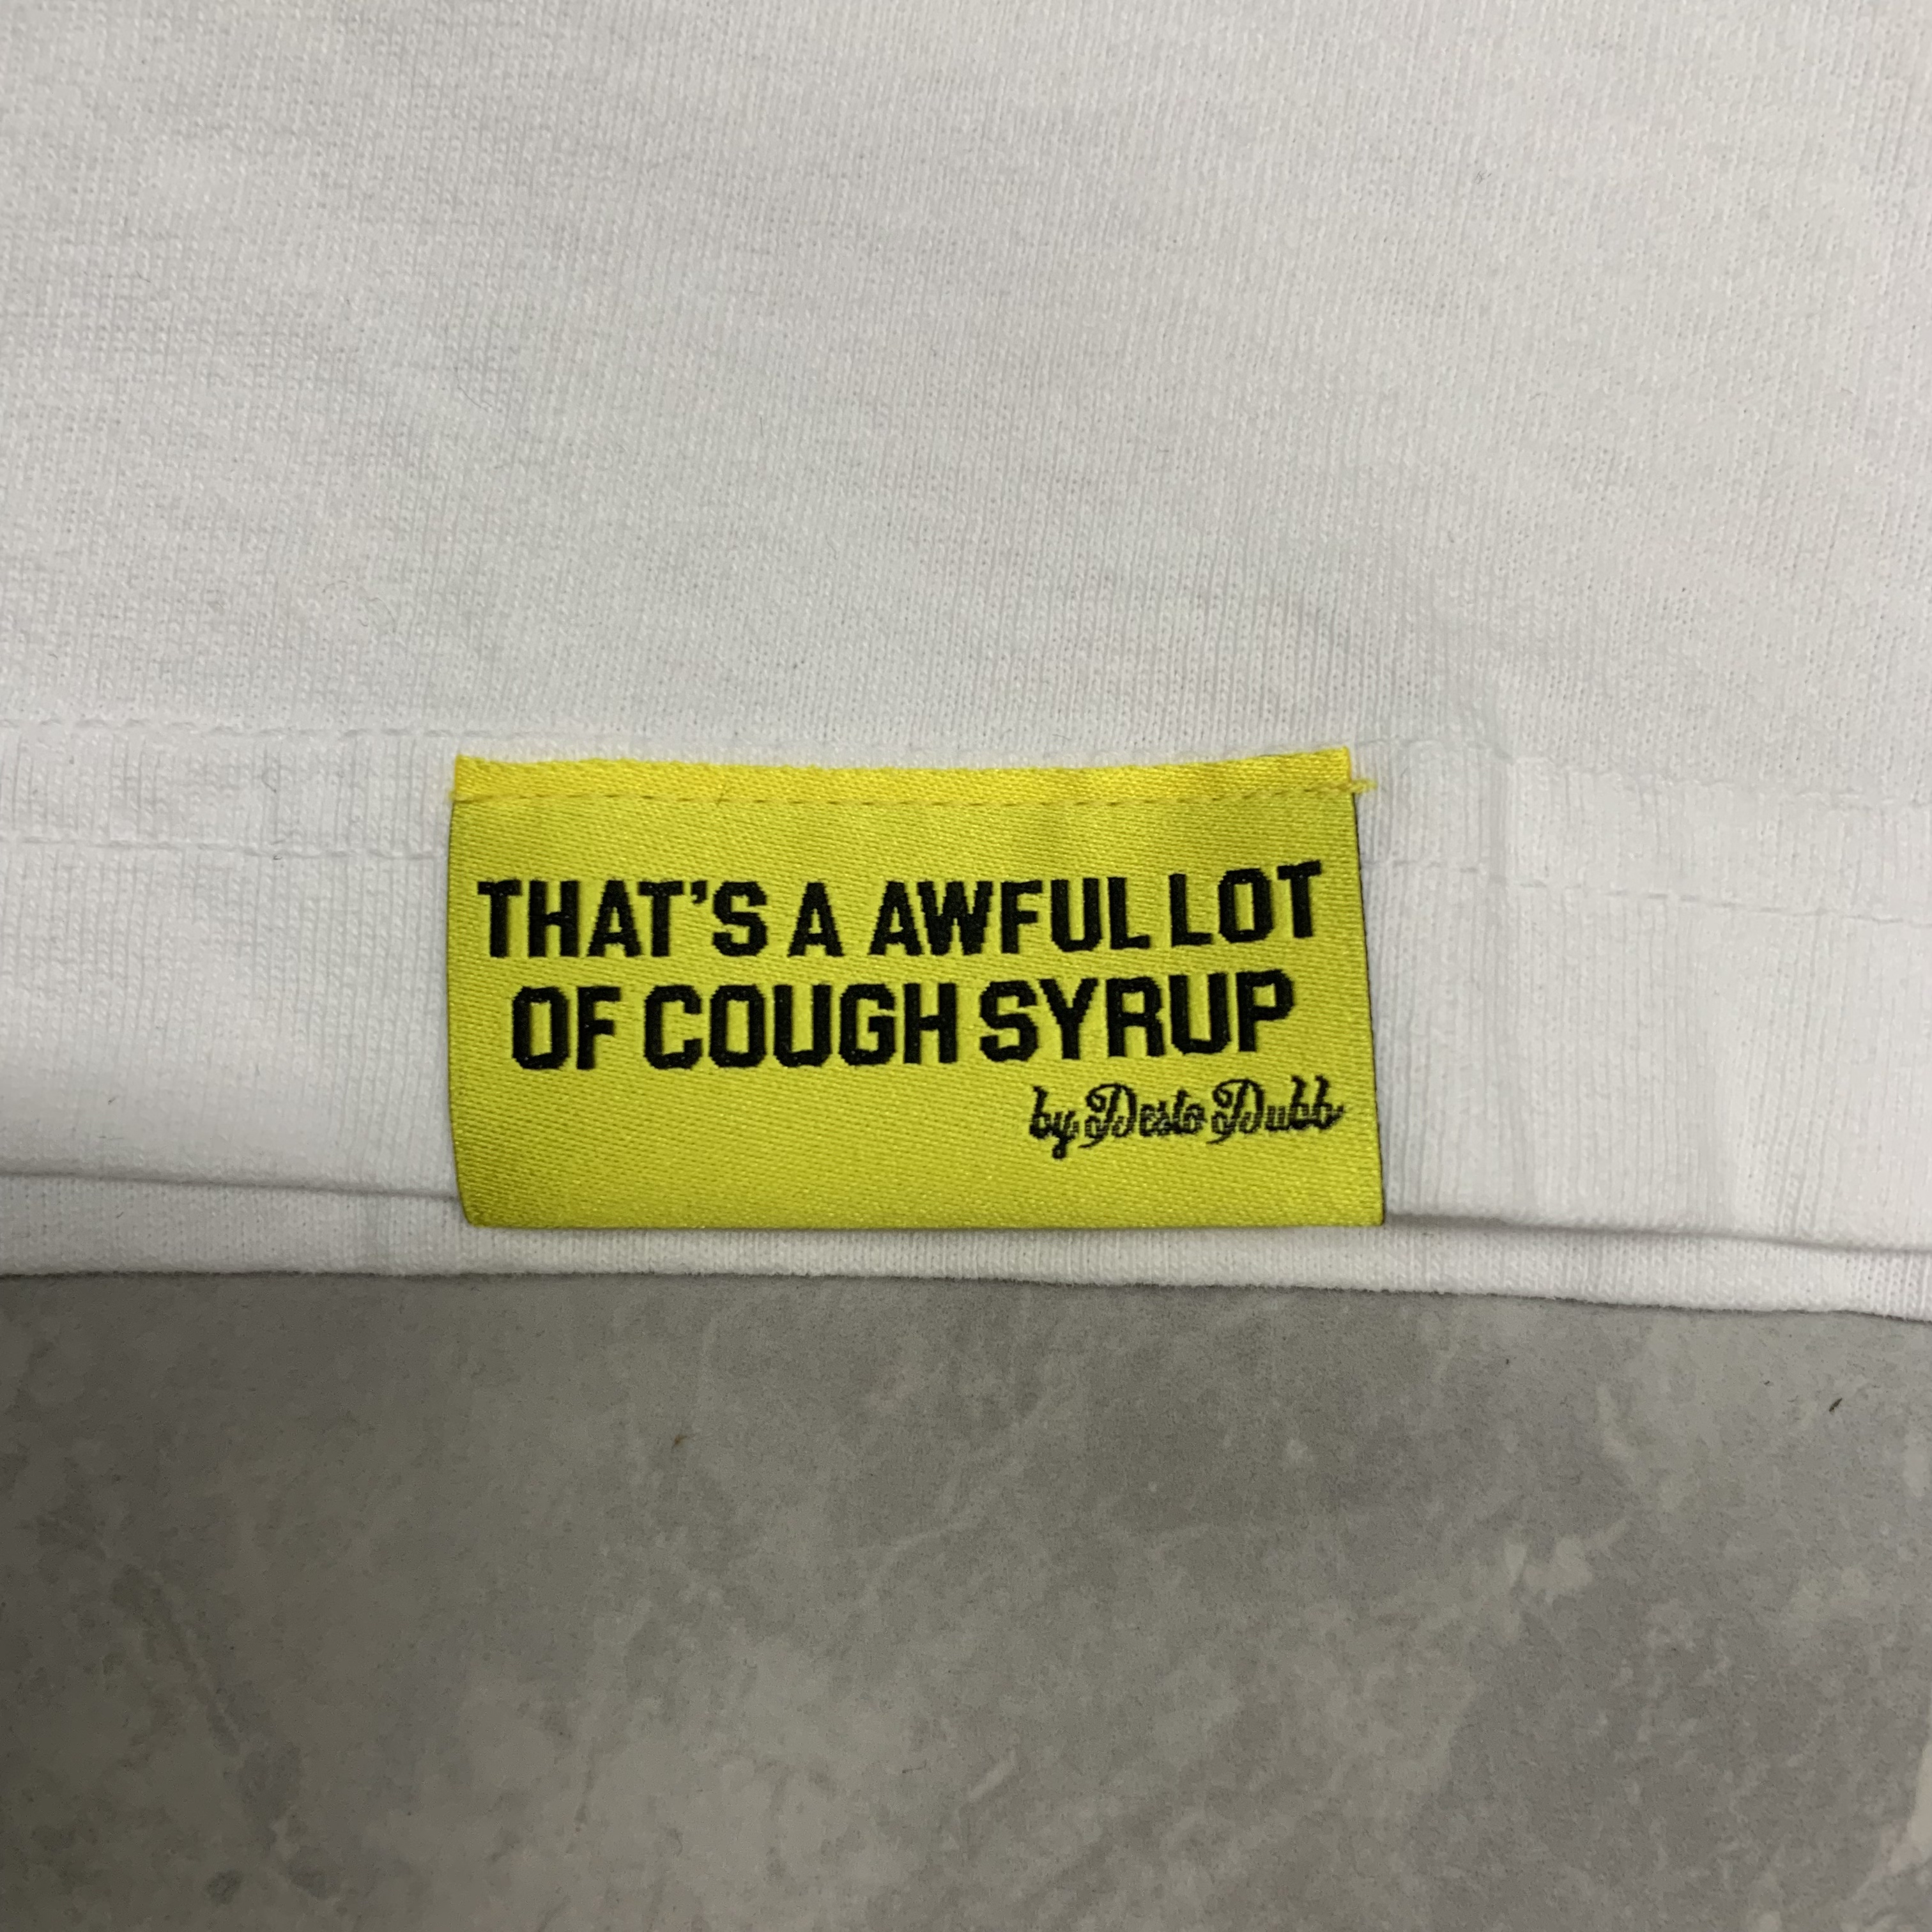 THAT'S A AWFUL LOT
OF COUGH SYRUP
by Desto Dubb